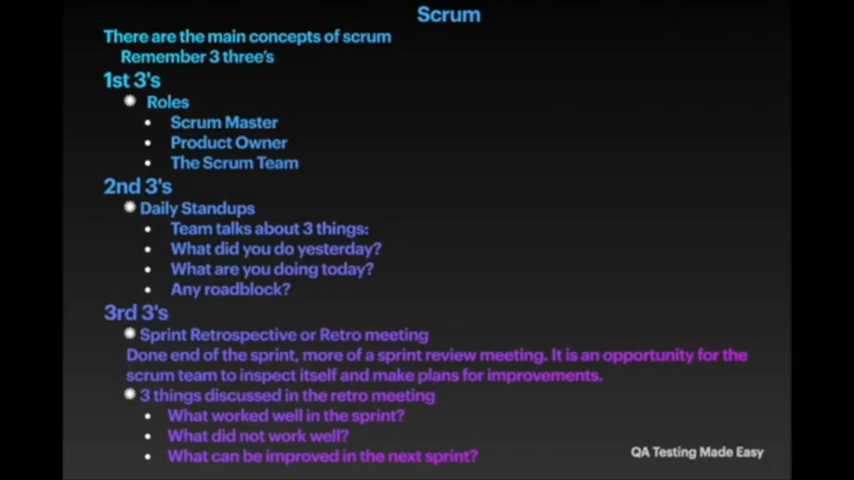 Scrum
There are the main concepts of scrum
Remember 3 three's
1st 3's
Roles
Scrum Master
Product Owner
The Scrum Team
2nd 3's
Daily Standups
Team talks about 3 things:
What did you do yesterday?
What are you doing today?
Any roadblock?
3rd 3's
Sprint Retrospective or Retro meeting
Done end of the sprint, more of a sprint review meeting. It is an opportunity for the
scrum team to inspect itself and make plans for improvements.
3 things discussed in the retro meeting
What worked well in the sprint?
What did not work well?
What can be improved in the next sprint?
QA Testing Made Easy